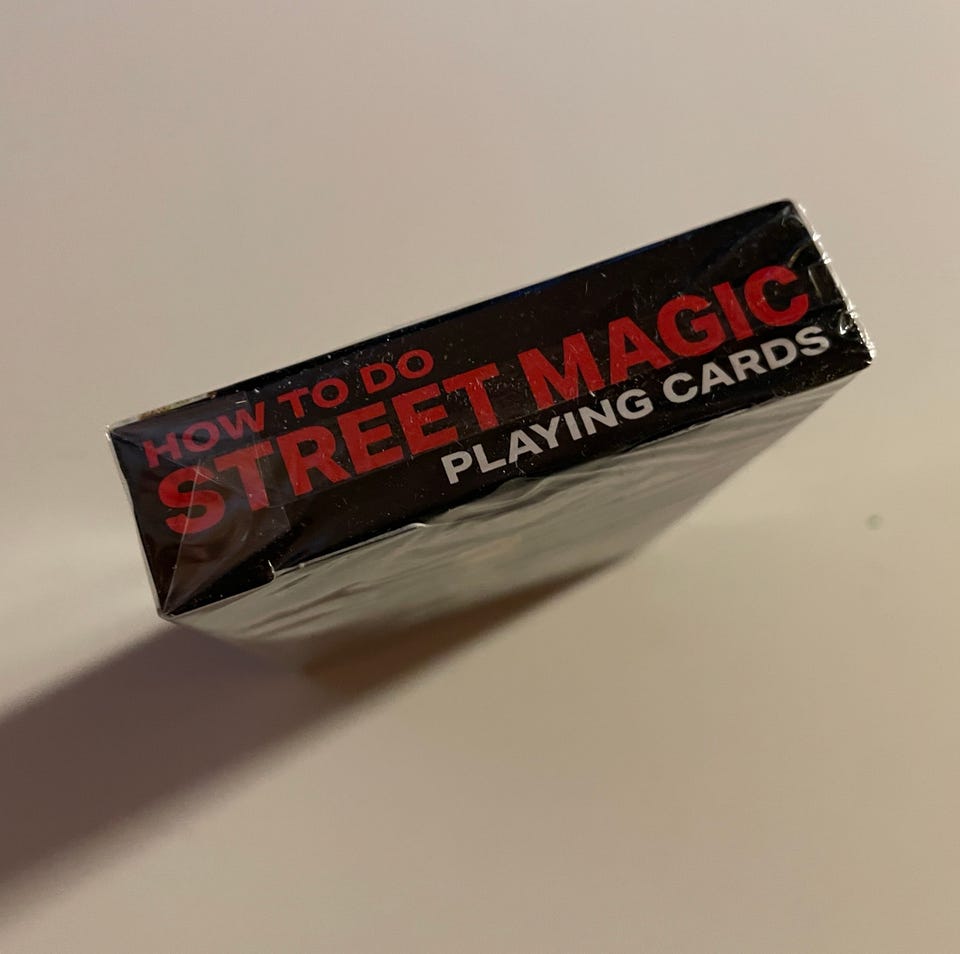 HOW TO DO
STREET MAGIC
PLAYING CARDS